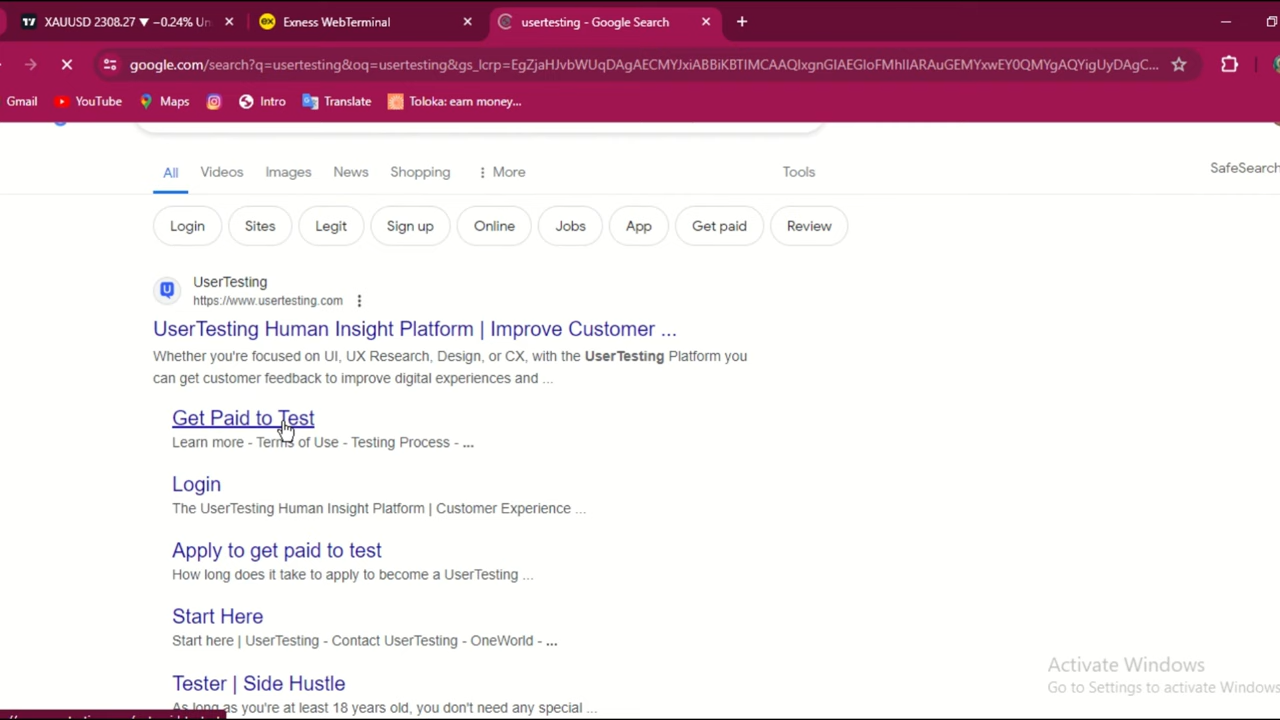 XAUUSD 2308.27 ▼ −0.24% Un
Exness WebTerminal
usertesting - Google Search
google.com/search?q=usertesting&oq=usertesting&gs_lcrp=
Gmail
YouTube
Maps
Intro
Translate
Toloka: earn money...
All
Videos
Images
News
Shopping
More
Tools
SafeSearch
Login
Sites
Legit
Sign up
Online
Jobs
App
Get paid
Review
UserTesting
https://www.usertesting.com
UserTesting Human Insight Platform | Improve Customer ...
Whether you're focused on UI, UX Research, Design, or CX, with the UserTesting Platform you
can get customer feedback to improve digital experiences and ...
Get Paid to Test
Learn more - Terms of Use - Testing Process - ...
Login
The UserTesting Human Insight Platform | Customer Experience ...
Apply to get paid to test
How long does it take to apply to become a UserTesting ...
Start Here
Start here | UserTesting - Contact UserTesting - OneWorld - ...
Tester | Side Hustle
As long as you're at least 18 years old, you don't need any special ...
Activate Windows
Go to Settings to activate Windows